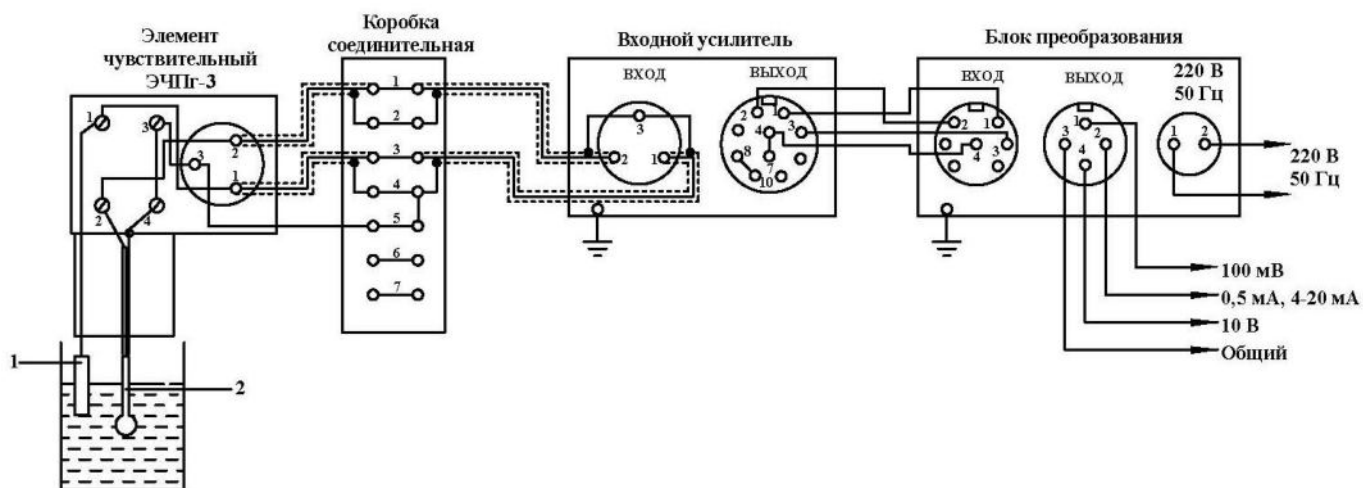 Элемент
чувствительный
ЭЧПг-3
1
3
2
3
1
2
4
1
2
Коробка
соединительная
1
2
3
4
5
6
7
Входной усилитель
ВХОД
3
2
1
ВЫХОД
2
1
4
3
8
7
10
Блок преобразования
ВХОД
2
1
4
3
ВЫХОД
1
3
2
4
220 В
50 Гц
1
2
220 В
50 Гц
100 мВ
0,5 мА, 4-20 мА
10 В
Общий